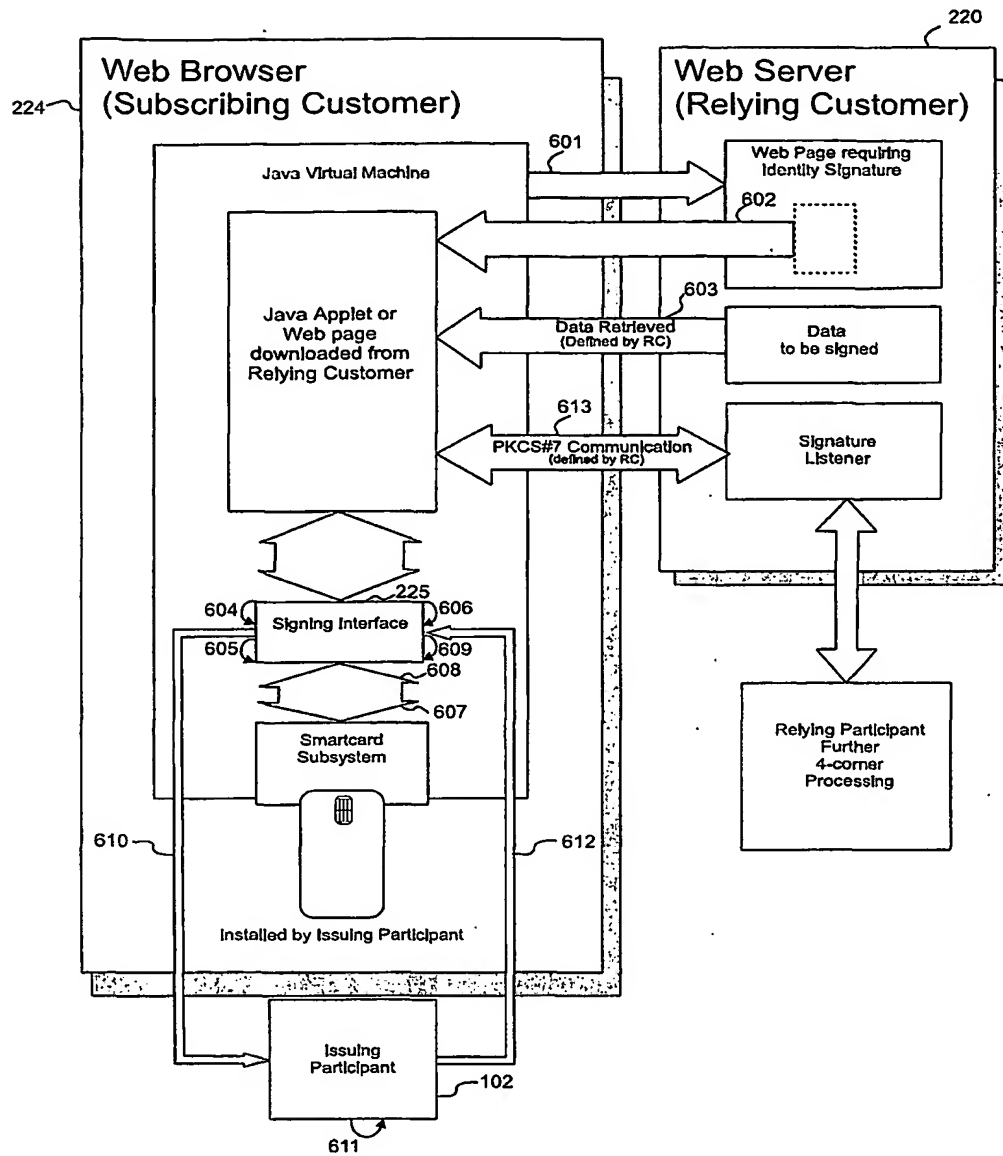 220
Web Browser
(Subscribing Customer)
224
Web Server
(Relying Customer)
601
Java Virtual Machine
Web Page requiring
Identity Signature
602
603
Java Applet or
Web page
downloaded from
Relying Customer
Data Retrieved
(Defined by RC)
Data
to be signed
613
PKCS#7 Communication
(defined by RC)
Signature
Listener
225
604
Signing Interface
606
605
609
608
607
Smartcard
Subsystem
Relying Participant
Further
4-corner
Processing
610
612
Installed by Issuing Participant
Issuing
Participant
102
611